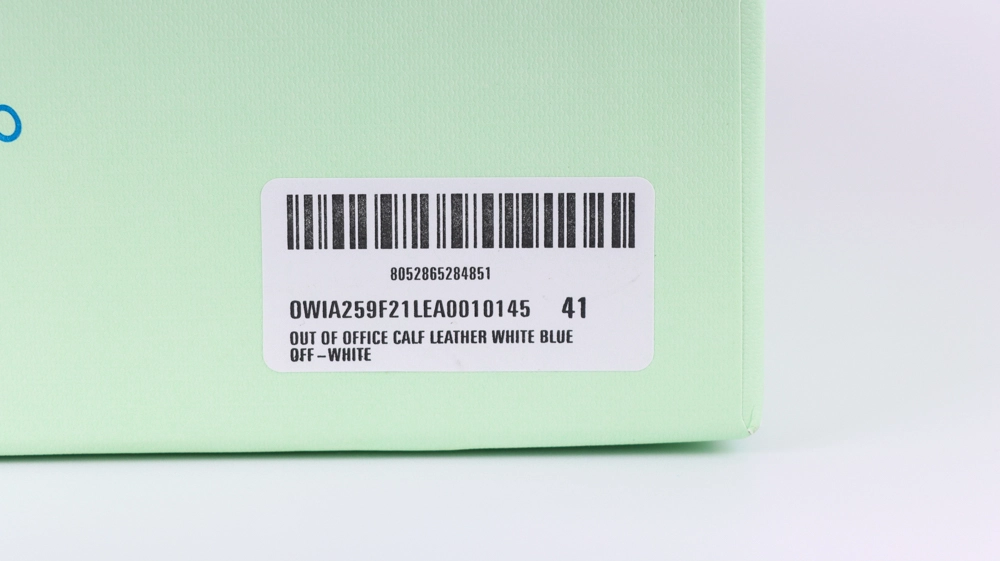 8052865284851
OWIA259F21LEA0010145 41
OUT OF OFFICE CALF LEATHER WHITE BLUE
OFF-WHITE